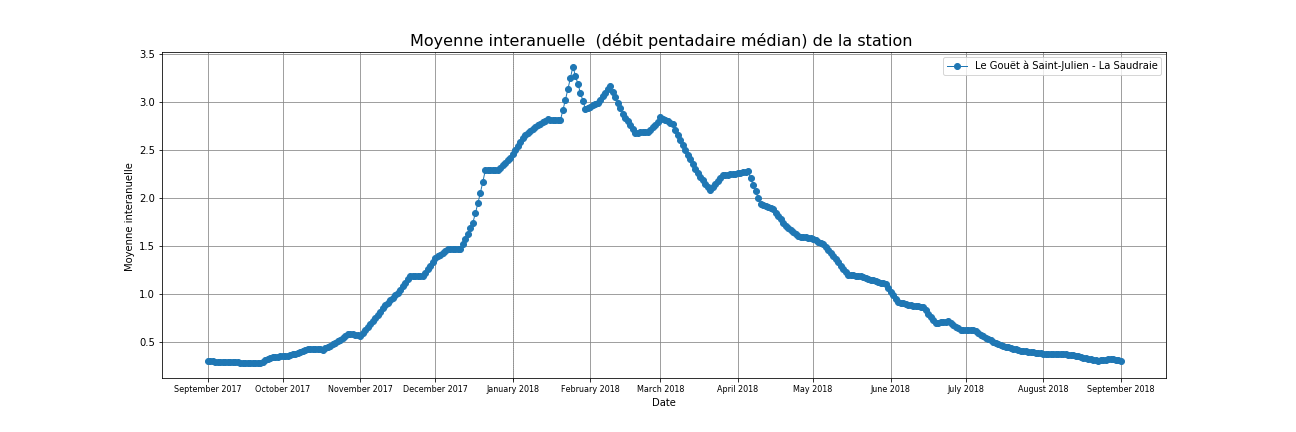 Moyenne interanuelle  (débit pentadaire médian) de la station
Le Gouët à Saint-Julien - La Saudraie
Moyenne interanuelle
3.5
3.0
2.5
2.0
1.5
1.0
0.5
September 2017 October 2017 November 2017 December 2017 January 2018 February 2018 March 2018 April 2018 May 2018 June 2018 July 2018 August 2018 September 2018
Date